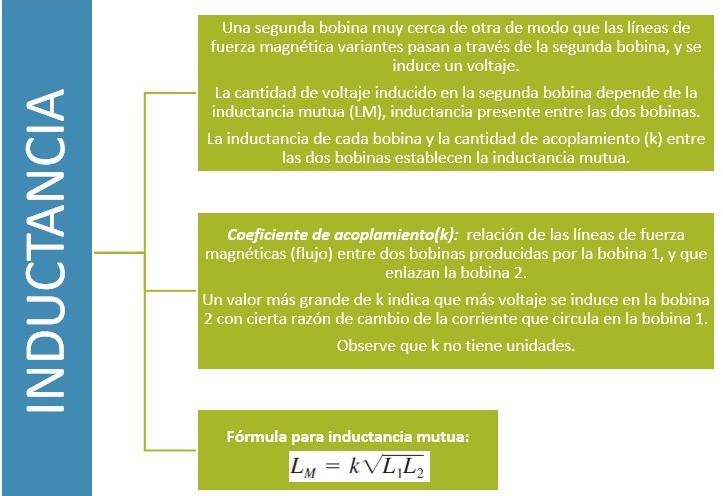 INDUCTANCIA
Una segunda bobina muy cerca de otra de modo que las líneas de
fuerza magnética variantes pasan a través de la segunda bobina, y se
induce un voltaje.
La cantidad de voltaje inducido en la segunda bobina depende de la
inductancia mutua (LM), inductancia presente entre las dos bobinas.
La inductancia de cada bobina y la cantidad de acoplamiento (k) entre
las dos bobinas establecen la inductancia mutua.
Coeficiente de acoplamiento(k): relación de las líneas de fuerza
magnéticas (flujo) entre dos bobinas producidas por la bobina 1, y que
enlazan la bobina 2.
Un valor más grande de k indica que más voltaje se induce en la bobina
2 con cierta razón de cambio de la corriente que circula en la bobina 1.
Observe que k no tiene unidades.
Fórmula para inductancia mutua:
L_M = k√L₁L₂